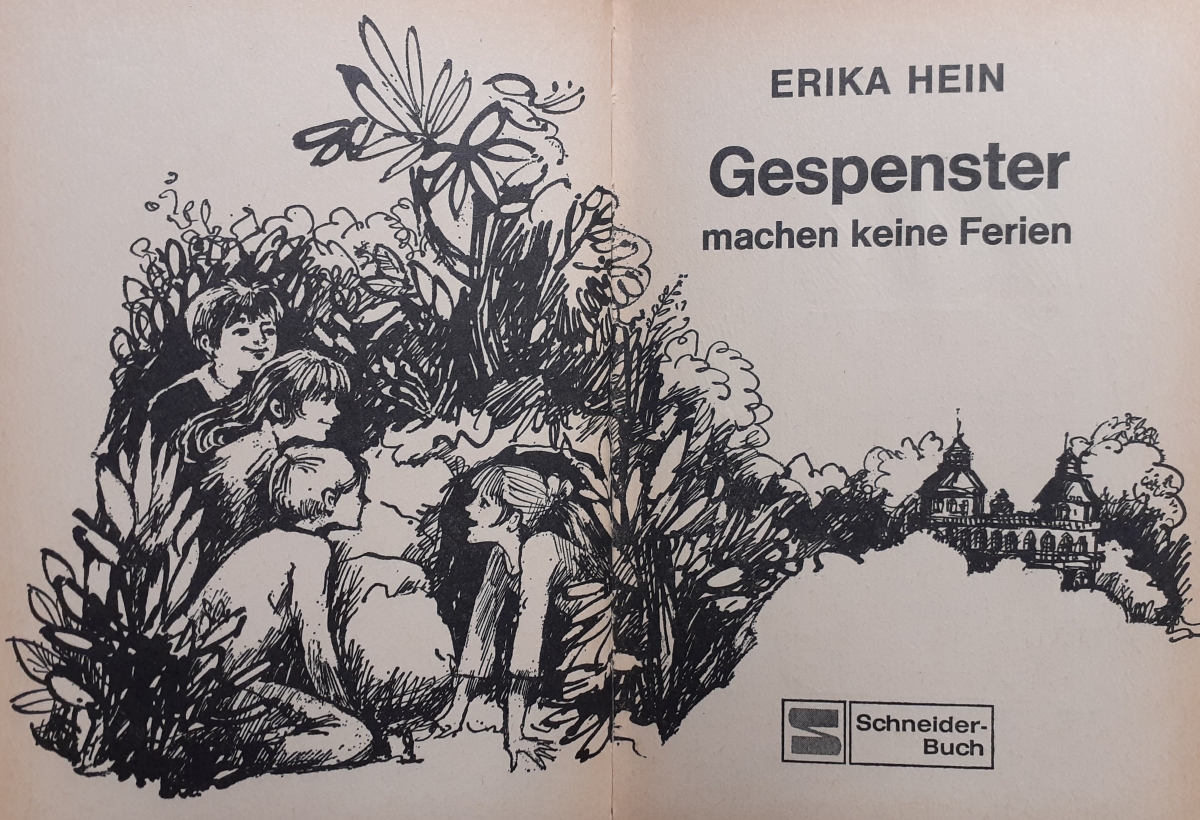 ERIKA HEIN
Gespenster
machen keine Ferien
Schneider-
Buch